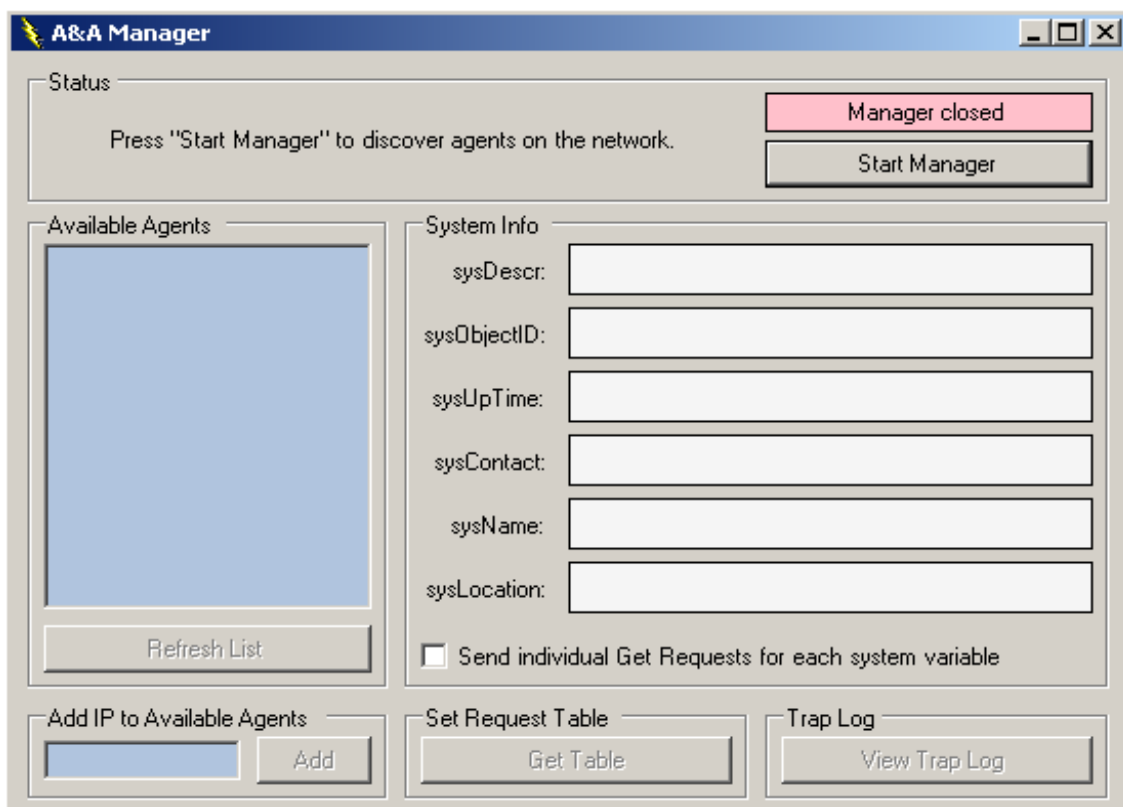 A&A Manager
Status
Press "Start Manager" to discover agents on the network.
Manager closed
Start Manager
Available Agents
Refresh List
System Info
sysDescr:
sysObjectID:
sysUpTime:
sysContact:
sysName:
sysLocation:
Send individual Get Requests for each system variable
Add IP to Available Agents
Add
Set Request Table
Get Table
Trap Log
View Trap Log